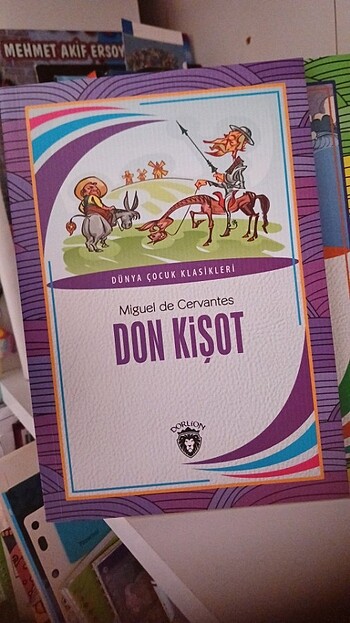 MEHMET AKİF ERSOY
DÜNYA ÇOCUK KLASİKLERİ
Miguel de Cervantes
DON KİŞOT
DORLİON